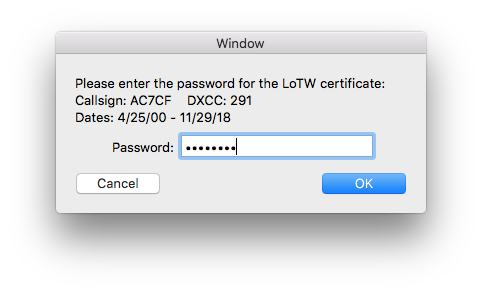 Window
Please enter the password for the LoTW certificate:
Callsign: AC7CF    DXCC: 291
Dates: 4/25/00 - 11/29/18
Password: ••••••••
Cancel OK